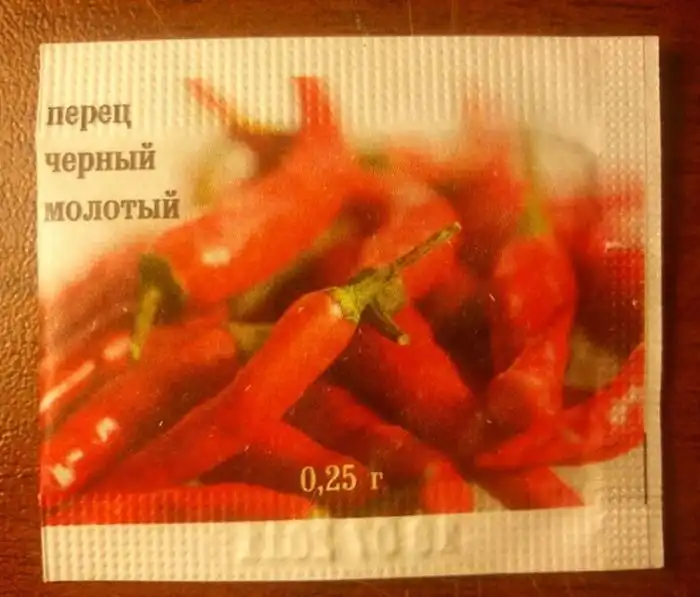 перец
черный
молотый
0,25 г